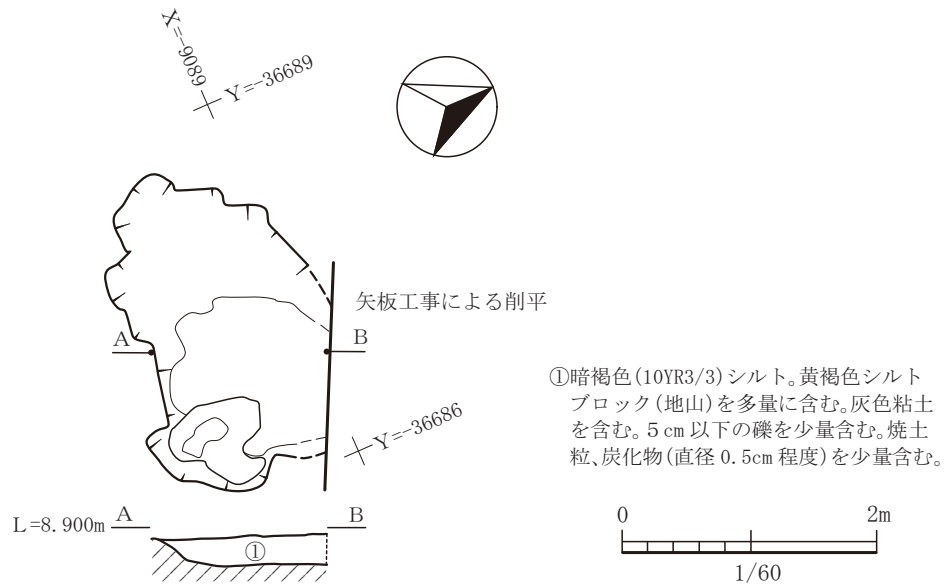 X=-9089
Y=-36689
矢板工事による削平
A
B
①暗褐色(10YR3/3)シルト。黄褐色シルト
ブロック(地山)を多量に含む。灰色粘土
を含む。5㎝以下の礫を少量含む。焼土
粒、炭化物(直径0.5cm程度)を少量含む。
Y=-36686
L=8.900m
A
B
①
0
2m
1/60